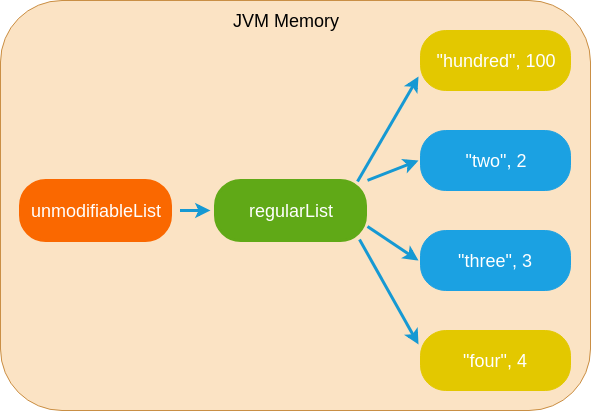 JVM Memory
"hundred", 100
"two", 2
unmodifiableList
regularList
"three", 3
"four", 4